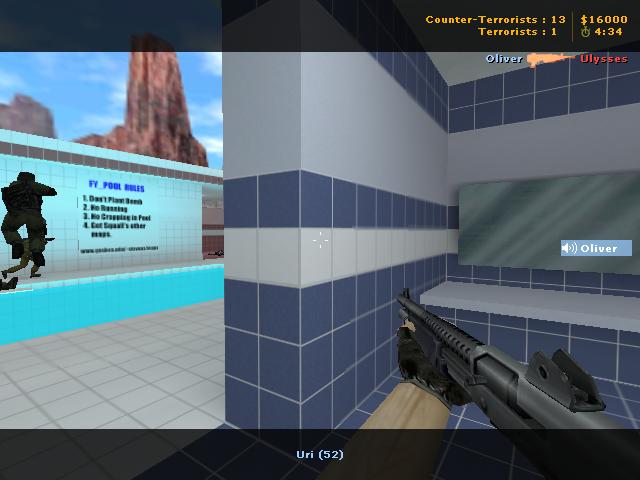 Counter-Terrorists : 13
$16000
Terrorists : 1
4:34
Oliver
Ulysses
FY_POOL RULES
1. Don't Plant Bomb
2. No Running
3. No Crapping in Pool
4. Get Squall's other
maps.
Oliver
Uri (52)